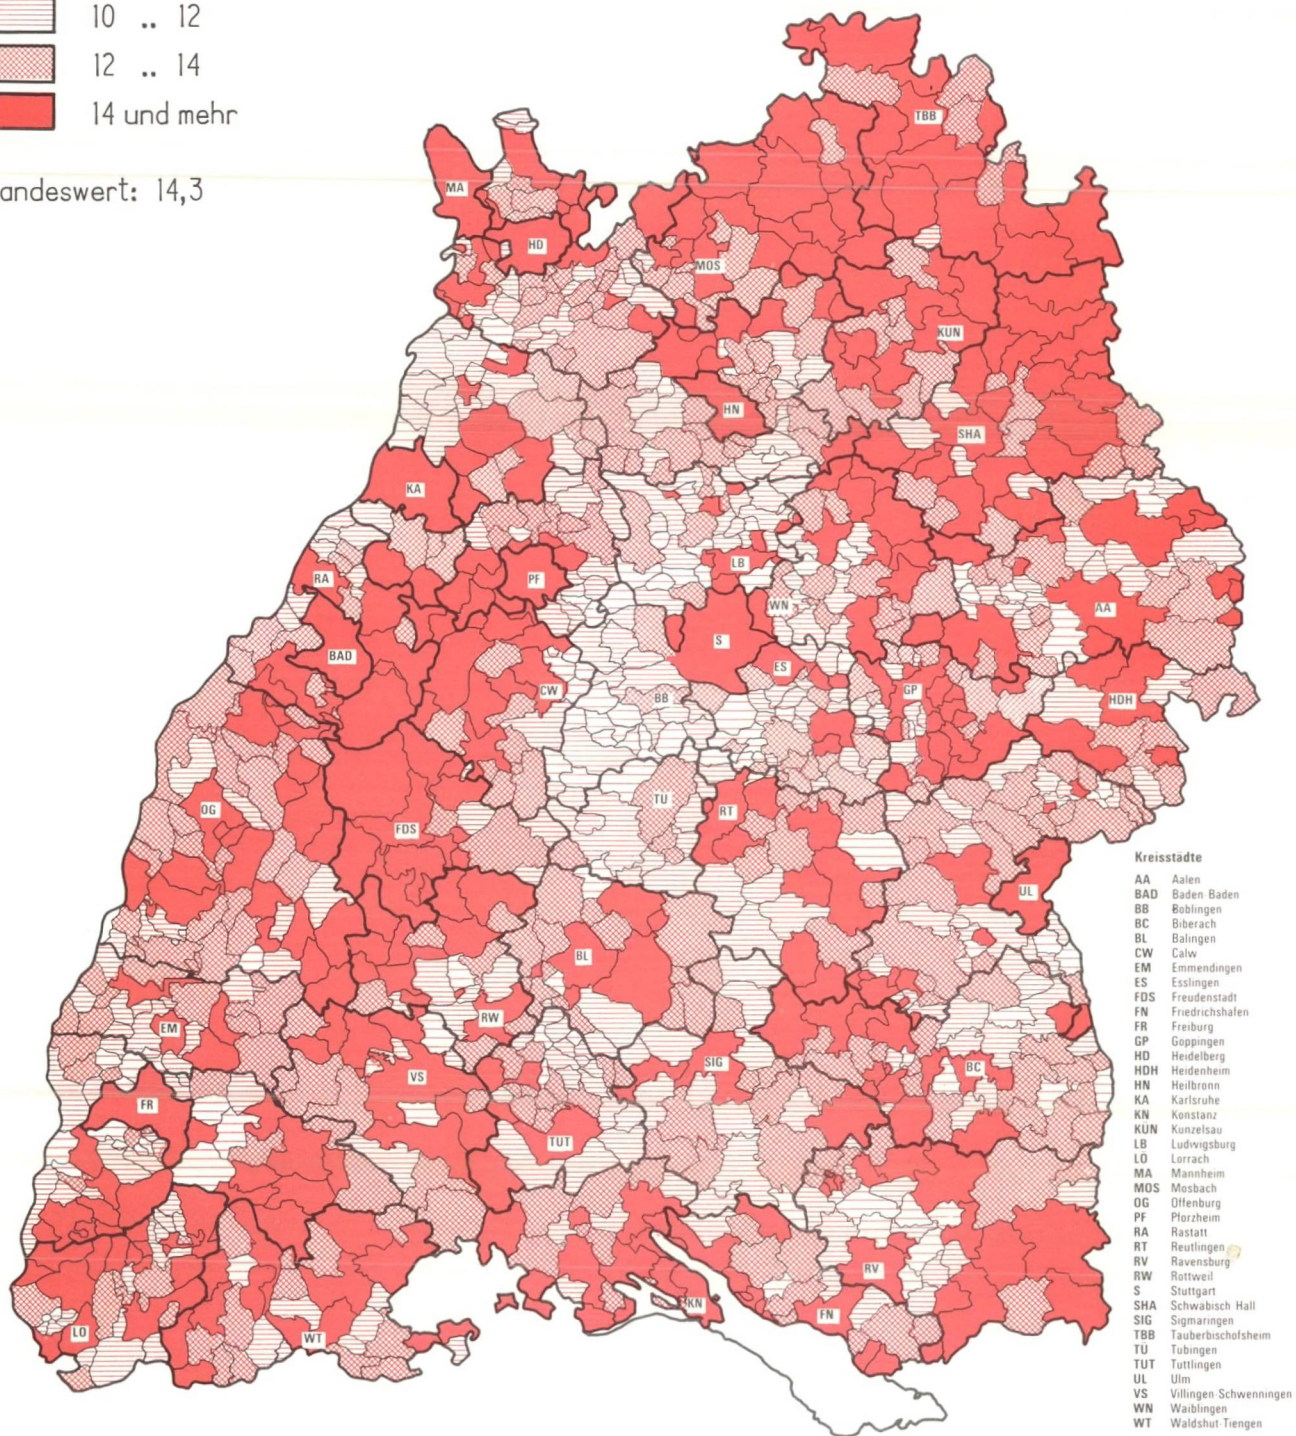 10 .. 12
12 .. 14
14 und mehr
andeswert: 14,3
TBB
MA
HD
MOS
KÜN
HN
SHA
KA
LB
RA
PF
WN
AA
S
BAD
ES
CW
BB
GP
HDH
TÜ
OG
RT
FDS
UL
BL
RW
EM
SIG
BC
VS
FR
TUT
RV
KN
FN
LÖ
WT
Kreisstädte
AA Aalen
BAD Baden-Baden
BB Böblingen
BC Biberach
BL Balingen
CW Calw
EM Emmendingen
ES Esslingen
FDS Freudenstadt
FN Friedrichshafen
FR Freiburg
GP Göppingen
HD Heidelberg
HDH Heidenheim
HN Heilbronn
KA Karlsruhe
KN Konstanz
KÜN Künzelsau
LB Ludwigsburg
LÖ Lörrach
MA Mannheim
MOS Mosbach
OG Offenburg
PF Pforzheim
RA Rastatt
RT Reutlingen
RV Ravensburg
RW Rottweil
S Stuttgart
SHA Schwäbisch Hall
SIG Sigmaringen
TBB Tauberbischofsheim
TÜ Tübingen
TUT Tuttlingen
UL Ulm
VS Villingen-Schwenningen
WN Waiblingen
WT Waldshut-Tiengen